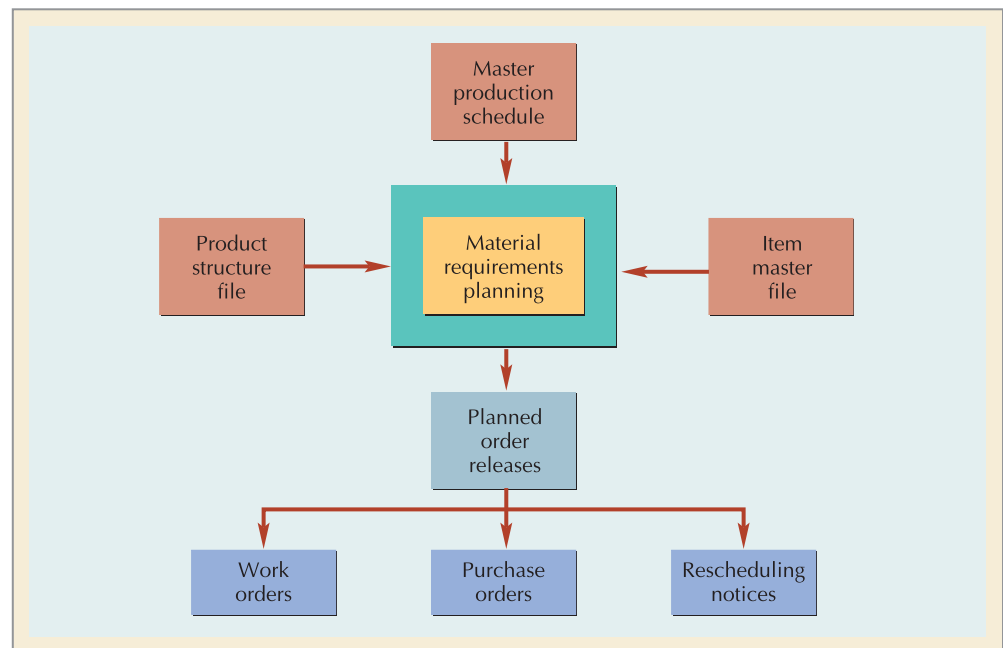 Master
production
schedule
Product
structure
file
Material
requirements
planning
Item
master
file
Planned
order
releases
Work
orders
Purchase
orders
Rescheduling
notices